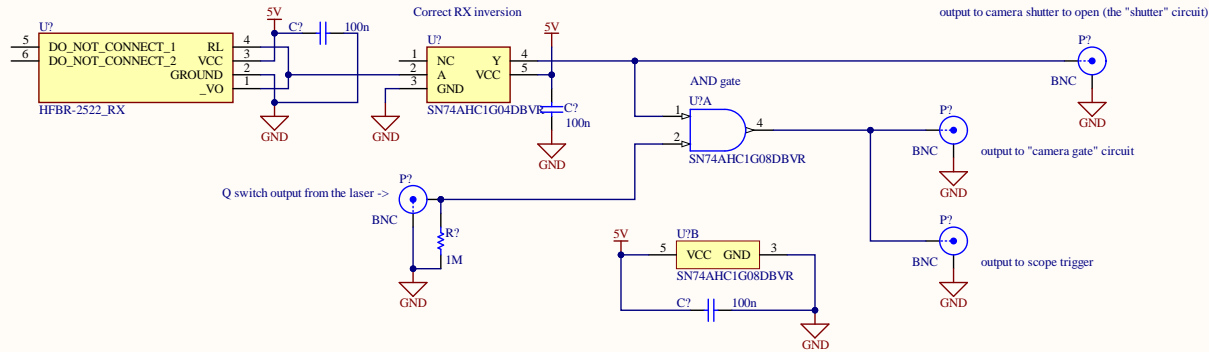 Correct RX inversion
output to camera shutter to open (the "shutter" circuit)
5V
C?
100n
U?
5
6
DO_NOT_CONNECT_1
DO_NOT_CONNECT_2
RL
VCC
GROUND
_VO
4
3
2
1
HFBR-2522_RX
GND
U?
1
2
3
NC
A
GND
Y
VCC
4
5
SN74AHC1G04DBVR
GND
5V
C?
100n
GND
P?
BNC
GND
AND gate
U?A
1
2
4
SN74AHC1G08DBVR
P?
BNC
output to "camera gate" circuit
GND
Q switch output from the laser ->
P?
BNC
R?
1M
GND
P?
BNC
output to scope trigger
GND
5V
U?B
5
VCC
GND
3
SN74AHC1G08DBVR
C?
100n
GND